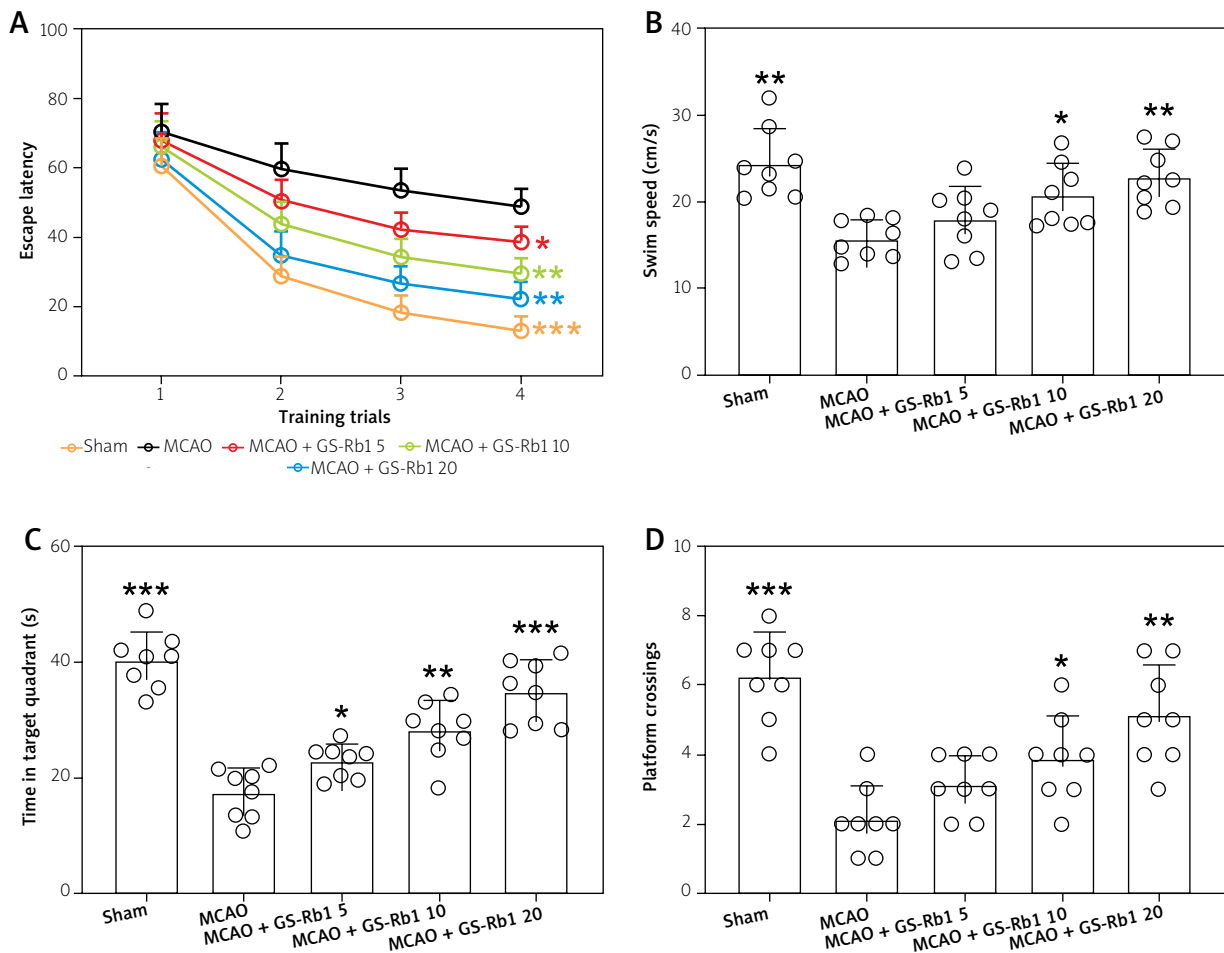 A
100
80
60
40
20
0
Escape latency
*
**
**
***
1 2 3 4
Training trials
Sham MCAO MCAO + GS-Rb1 5 MCAO + GS-Rb1 10
- MCAO + GS-Rb1 20
B
40
30
20
10
0
Swim speed (cm/s)
** * **
Sham
MCAO
MCAO + GS-Rb1 5
MCAO + GS-Rb1 10
MCAO + GS-Rb1 20
C
60
40
20
0
Time in target quadrant (s)
*** * ** ***
Sham
MCAO
MCAO + GS-Rb1 5
MCAO + GS-Rb1 10
MCAO + GS-Rb1 20
D
10
8
6
4
2
0
Platform crossings
*** * **
Sham
MCAO
MCAO + GS-Rb1 5
MCAO + GS-Rb1 10
MCAO + GS-Rb1 20